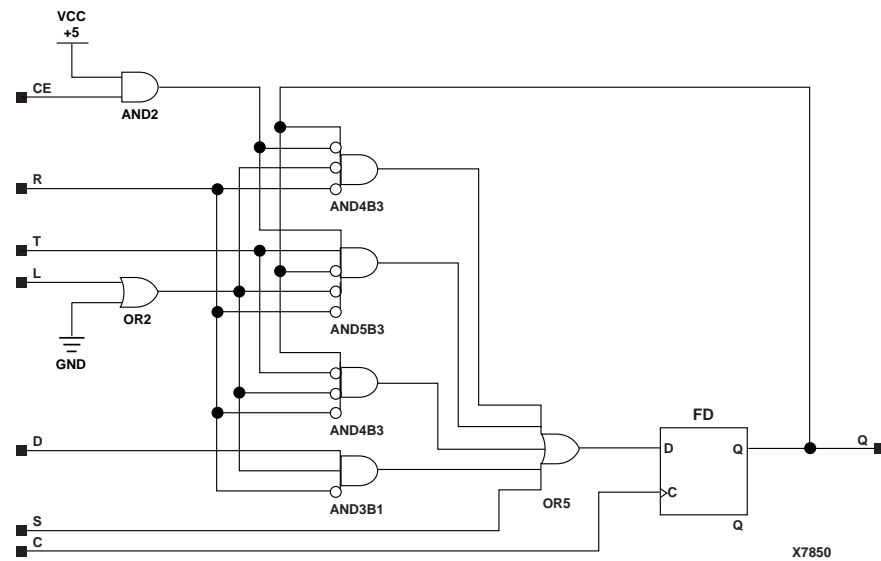 VCC
+5
CE
AND2
R
AND4B3
T
L
OR2
AND5B3
GND
AND4B3
FD
D
D
Q
Q
C
AND3B1
OR5
S
Q
C
X7850